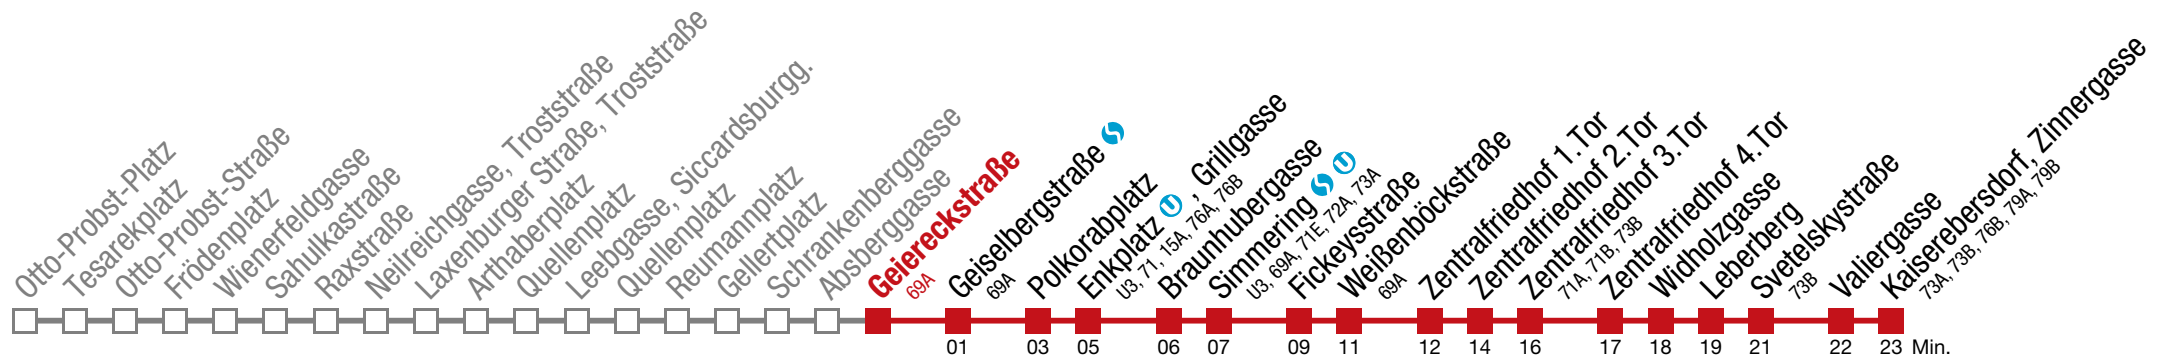 Otto-Probst-Platz
Tesarekplatz
Otto-Probst-Straße
Frödenplatz
Wienerfeldgasse
Sahulkastraße
Raxstraße
Neilreichgasse, Troststraße
Laxenburger Straße, Troststraße
Arthaberplatz
Quellenplatz
Leebgasse, Siccardsburgg.
Quellenplatz
Reumannplatz
Gellertplatz
Schrankenberggasse
Absberggasse
Geiereckstraße
69A
Geiselbergstraße S
69A
Polkorabplatz
Enkplatz U , Grillgasse
U3, 71, 15A, 76A, 76B
Braunhubergasse
Simmering S U
U3, 69A, 71E, 72A, 73A
Fickeysstraße
Weißenböckstraße
69A
Zentralfriedhof 1.Tor
Zentralfriedhof 2.Tor
Zentralfriedhof 3.Tor
71A, 71B, 73B
Zentralfriedhof 4.Tor
Widholzgasse
Leberberg
Svetelskystraße
73B
Valiergasse
Kaiserebersdorf, Zinnergasse
73A, 73B, 76B, 79A, 79B
01 03 05 06 07 09 11 12 14 16 17 18 19 21 22 23 Min.